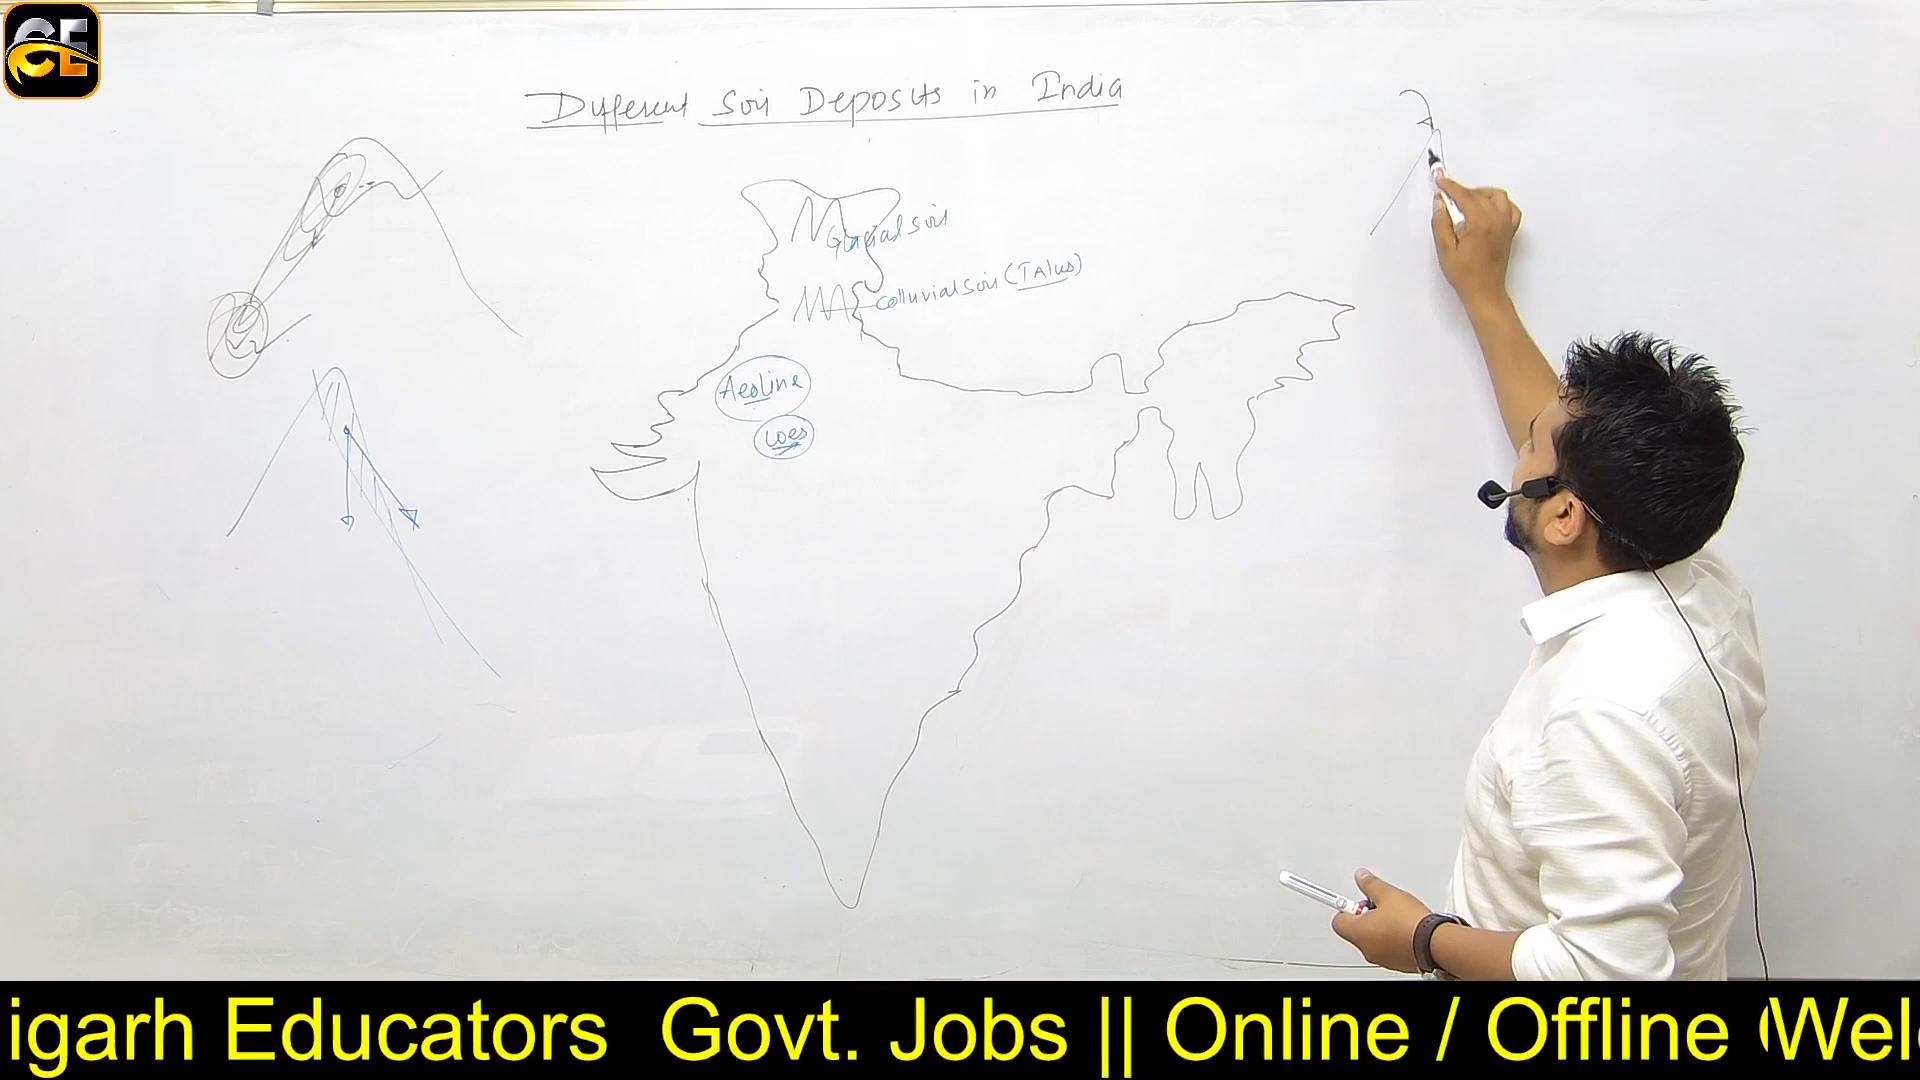 CE
Different Soil Deposits in India
Glacial Soil
Colluvial Soil (TAlus)
Aeoline
Loes
igarh Educators Govt. Jobs || Online / Offline (Wel